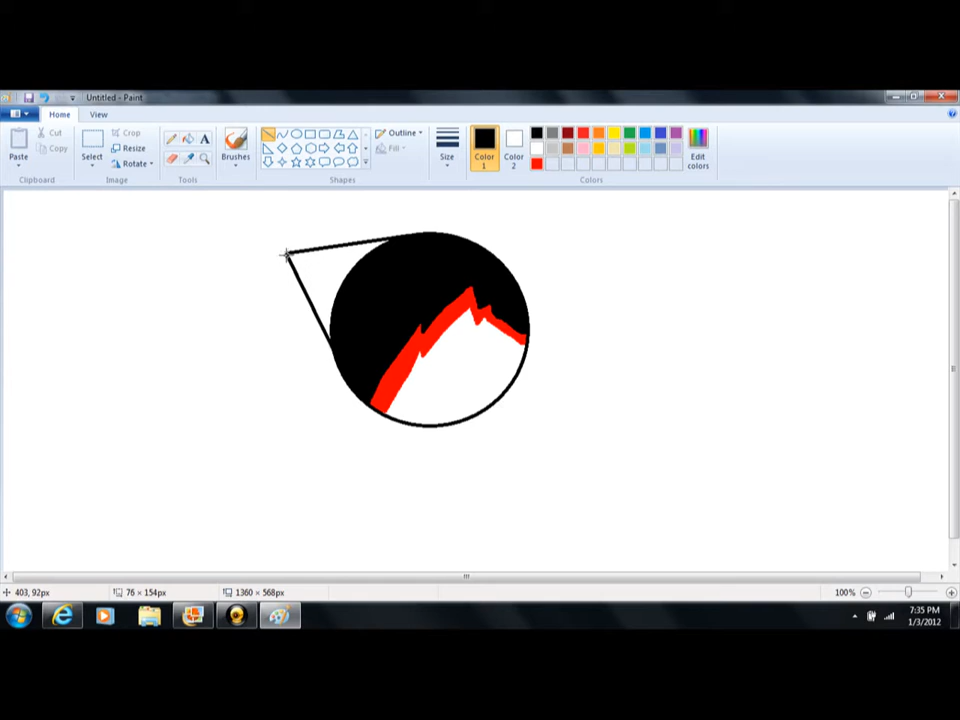 Untitled - Paint
Home View
Paste
Cut
Copy
Clipboard
Select
Crop
Resize
Rotate
Image
A
Tools
Brushes
Shapes
Outline
Fill
Size
Color 1
Color 2
Edit colors
Colors
403, 92px
76 × 154px
1360 × 568px
100%
7:35 PM
1/3/2012